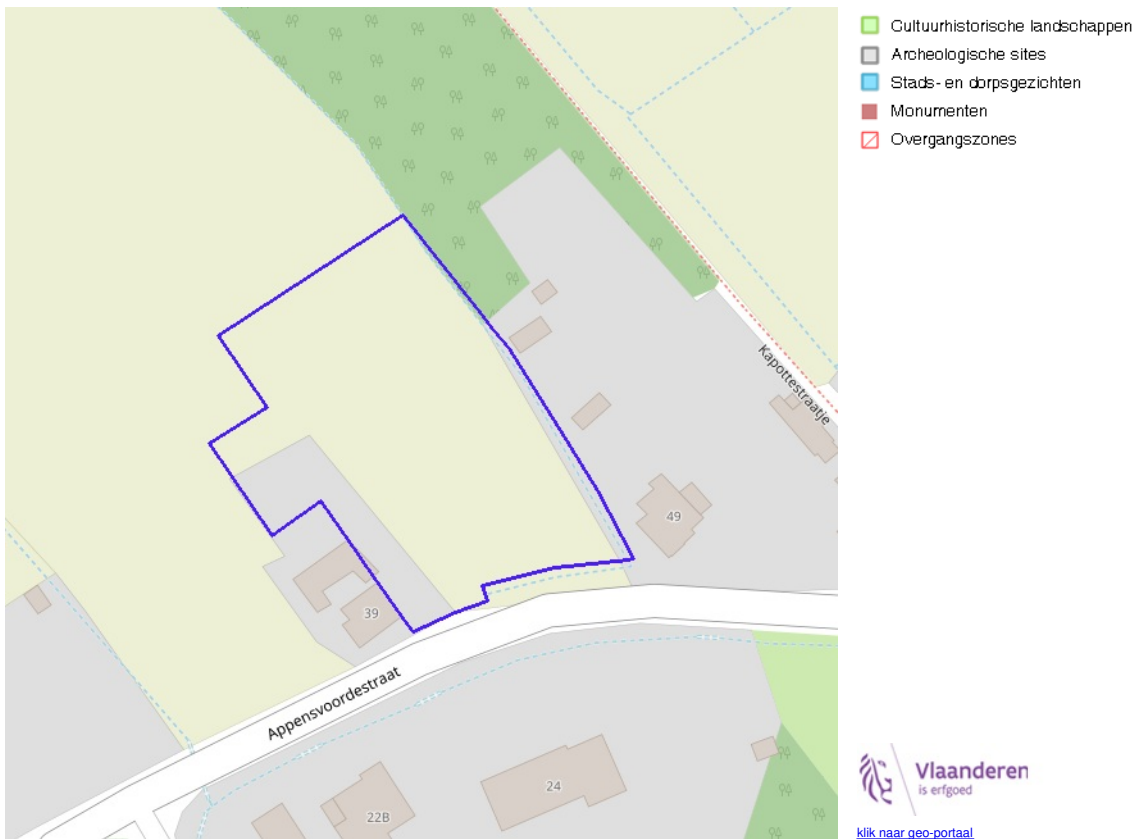 Cultuurhistorische landschappen
Archeologische sites
Stads- en dorpsgezichten
Monumenten
Overgangszones
Kapottestraatje
49
39
Appensvoordestraat
24
22B
Vlaanderen
is erfgoed
klik naar geo-portaal